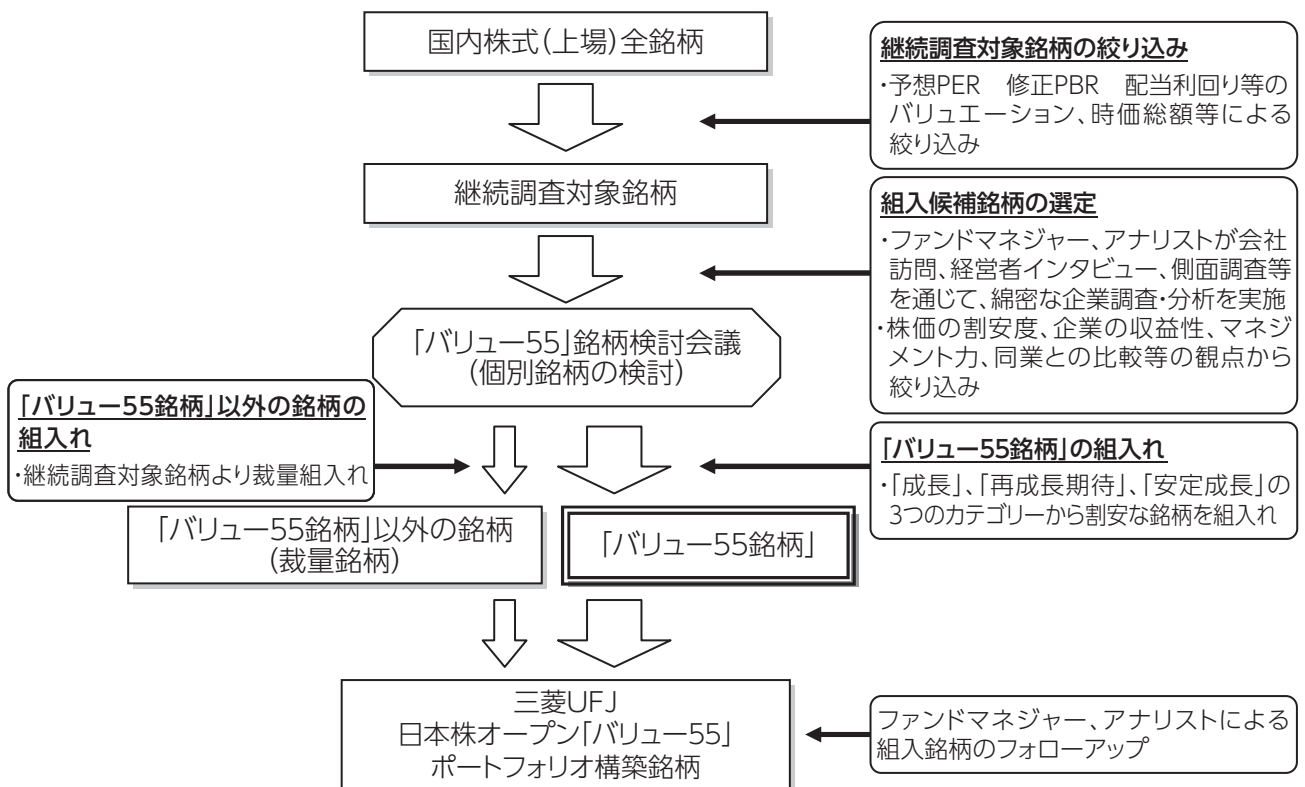 国内株式(上場)全銘柄
継続調査対象銘柄の絞り込み
・予想PER　修正PBR　配当利回り等の
バリュエーション、時価総額等による
絞り込み
継続調査対象銘柄
組入候補銘柄の選定
・ファンドマネジャー、アナリストが会社
訪問、経営者インタビュー、側面調査等
を通じて、綿密な企業調査・分析を実施
・株価の割安度、企業の収益性、マネジ
メント力、同業との比較等の観点から
絞り込み
「バリュー55」銘柄検討会議
(個別銘柄の検討)
「バリュー55銘柄」以外の銘柄の
組入れ
・継続調査対象銘柄より裁量組入れ
「バリュー55銘柄」の組入れ
・「成長」、「再成長期待」、「安定成長」の
3つのカテゴリーから割安な銘柄を組入れ
「バリュー55銘柄」以外の銘柄
(裁量銘柄)
「バリュー55銘柄」
三菱UFJ
日本株オープン「バリュー55」
ポートフォリオ構築銘柄
ファンドマネジャー、アナリストによる
組入銘柄のフォローアップ